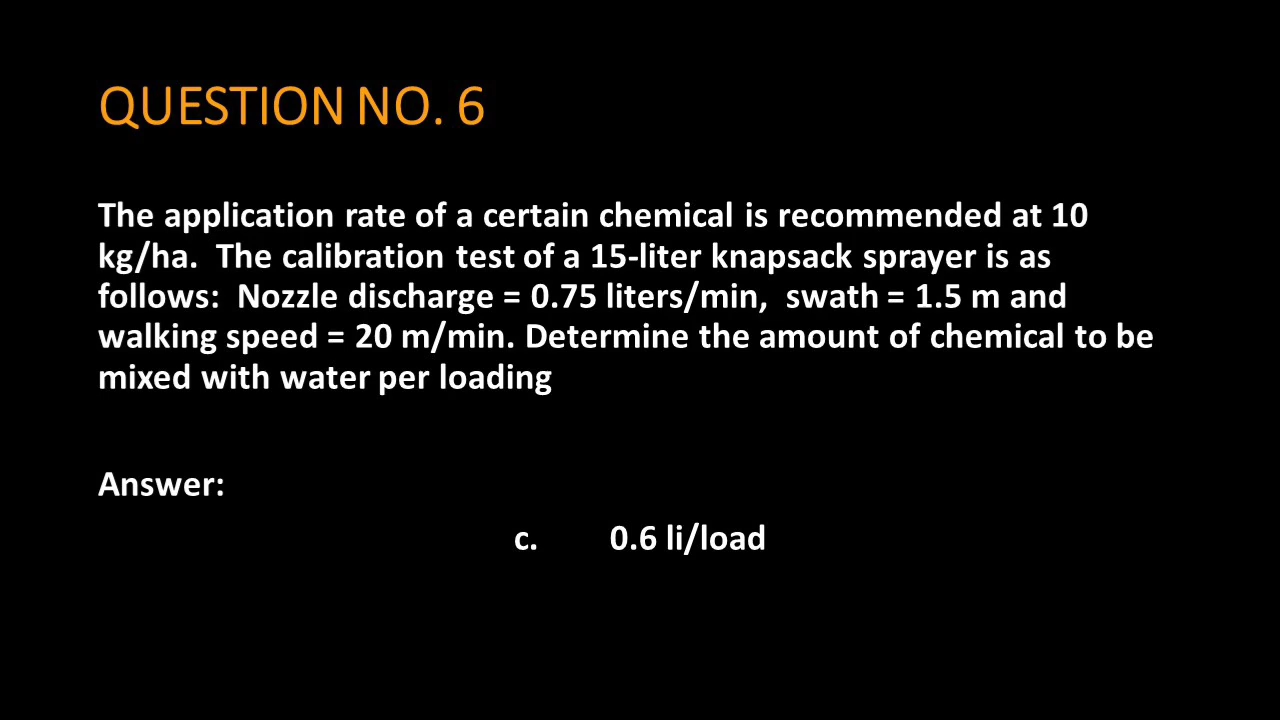 QUESTION NO. 6
The application rate of a certain chemical is recommended at 10
kg/ha.  The calibration test of a 15-liter knapsack sprayer is as
follows:  Nozzle discharge = 0.75 liters/min,  swath = 1.5 m and
walking speed = 20 m/min. Determine the amount of chemical to be
mixed with water per loading
Answer:
c. 0.6 li/load